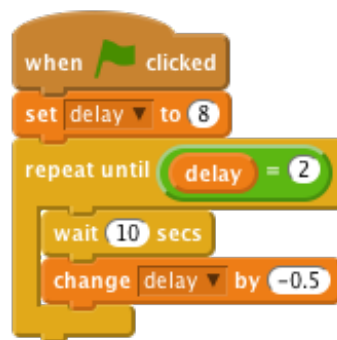 when clicked
set delay to 8
repeat until delay = 2
wait 10 secs
change delay by -0.5